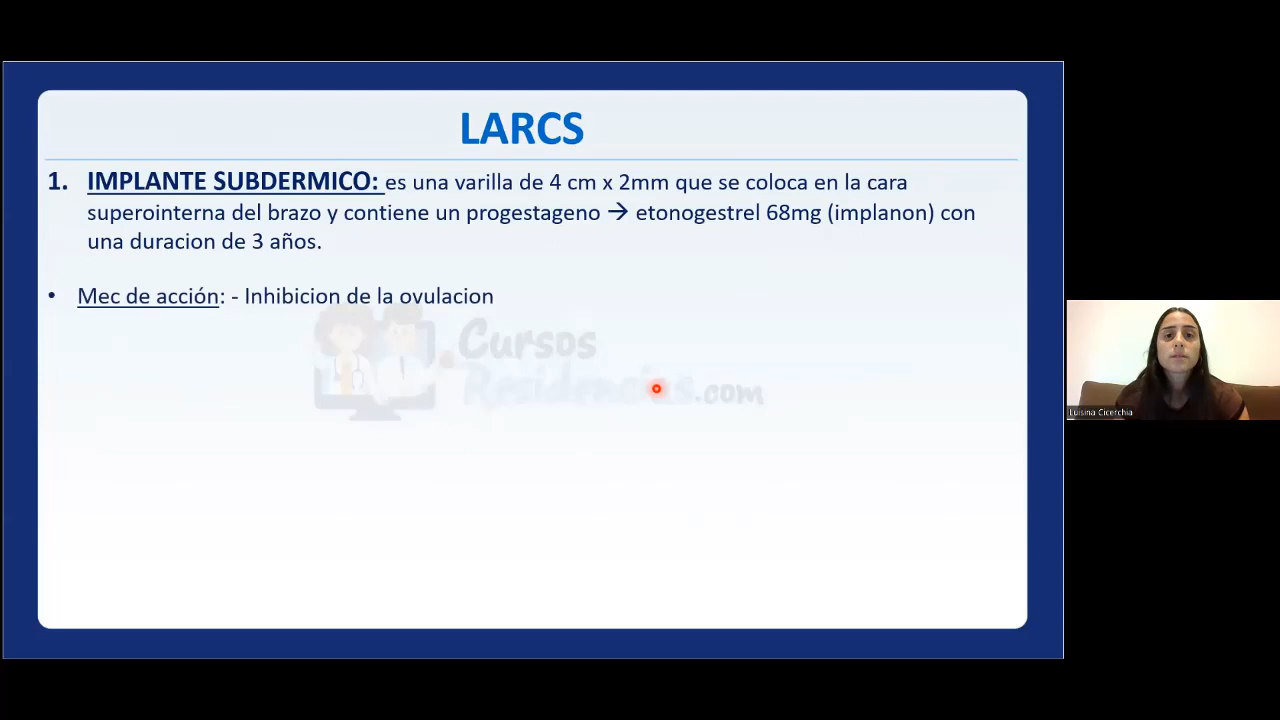 LARCS
1. IMPLANTE SUBDERMICO: es una varilla de 4 cm x 2mm que se coloca en la cara
superointerna del brazo y contiene un progestageno → etonogestrel 68mg (implanon) con
una duracion de 3 años.
• Mec de acción: - Inhibicion de la ovulacion
Cursos
Residencias.com
Luisina Cicerchia